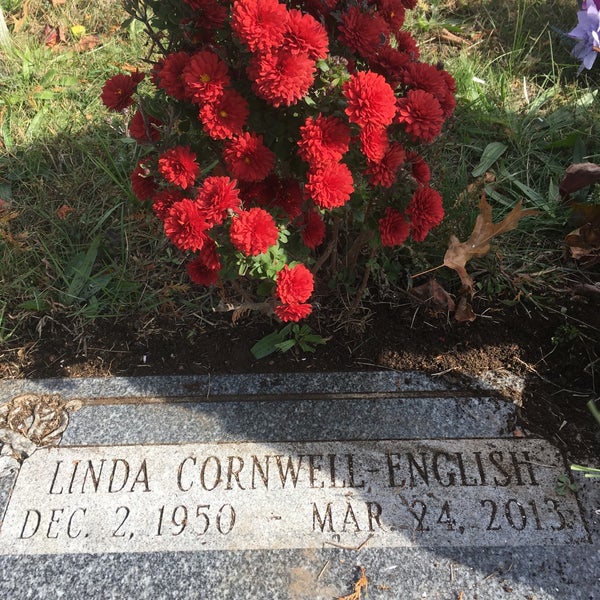 LINDA CORNWELL-ENGLISH
DEC. 2, 1950 - MAR. 24, 2013